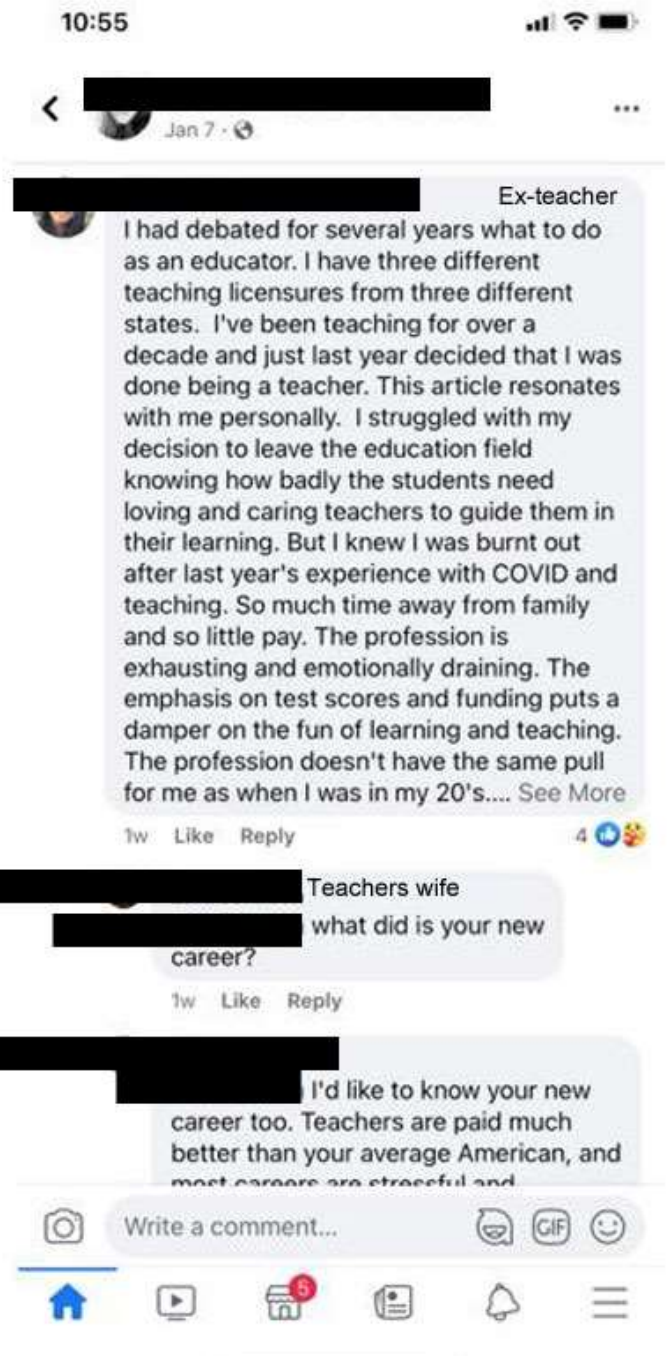 10:55
Jan 7 ·
Ex-teacher
I had debated for several years what to do
as an educator. I have three different
teaching licensures from three different
states.  I've been teaching for over a
decade and just last year decided that I was
done being a teacher. This article resonates
with me personally.  I struggled with my
decision to leave the education field
knowing how badly the students need
loving and caring teachers to guide them in
their learning. But I knew I was burnt out
after last year's experience with COVID and
teaching. So much time away from family
and so little pay. The profession is
exhausting and emotionally draining. The
emphasis on test scores and funding puts a
damper on the fun of learning and teaching.
The profession doesn't have the same pull
for me as when I was in my 20's.... See More
1w Like Reply 4
Teachers wife
what did is your new
career?
1w Like Reply
I'd like to know your new
career too. Teachers are paid much
better than your average American, and
most careers are stressful and
Write a comment...
GIF
5